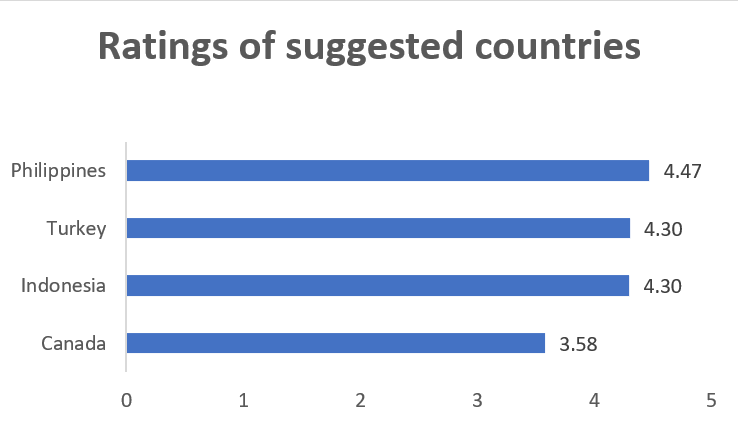 Ratings of suggested countries
Philippines 4.47
Turkey 4.30
Indonesia 4.30
Canada 3.58
0 1 2 3 4 5